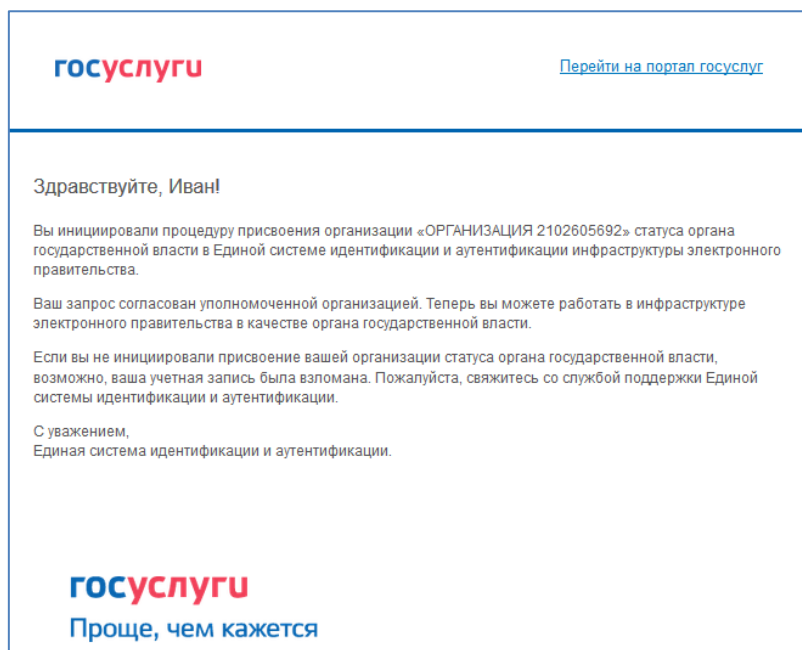 госуслуги
Перейти на портал госуслуг
Здравствуйте, Иван!
Вы инициировали процедуру присвоения организации «ОРГАНИЗАЦИЯ 2102605692» статуса органа
государственной власти в Единой системе идентификации и аутентификации инфраструктуры электронного
правительства.
Ваш запрос согласован уполномоченной организацией. Теперь вы можете работать в инфраструктуре
электронного правительства в качестве органа государственной власти.
Если вы не инициировали присвоение вашей организации статуса органа государственной власти,
возможно, ваша учетная запись была взломана. Пожалуйста, свяжитесь со службой поддержки Единой
системы идентификации и аутентификации.
С уважением,
Единая система идентификации и аутентификации.
госуслуги
Проще, чем кажется